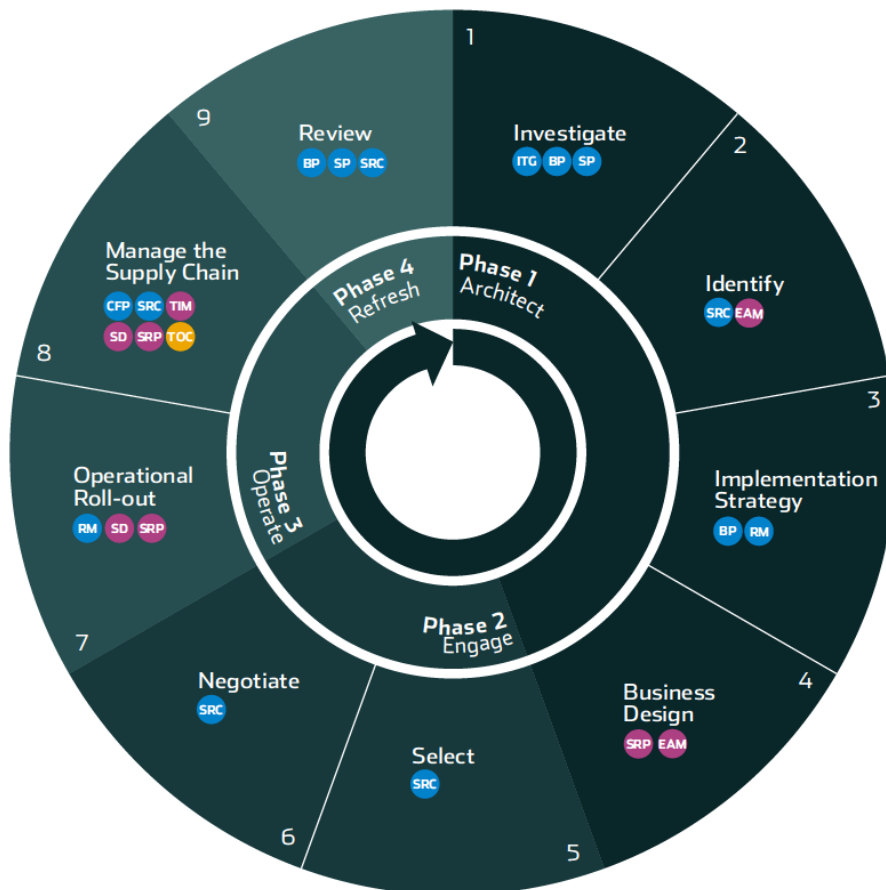 1
Investigate
ITG BP SP
2
Identify
SRC EAM
3
Implementation
Strategy
BP RM
4
Business
Design
SRP EAM
5
Select
SRC
6
Negotiate
SRC
7
Operational
Roll-out
RM SD SRP
8
Manage the
Supply Chain
CFP SRC TIM
SD SRP TOC
9
Review
BP SP SRC
Phase 1
Architect
Phase 2
Engage
Phase 3
Operate
Phase 4
Refresh